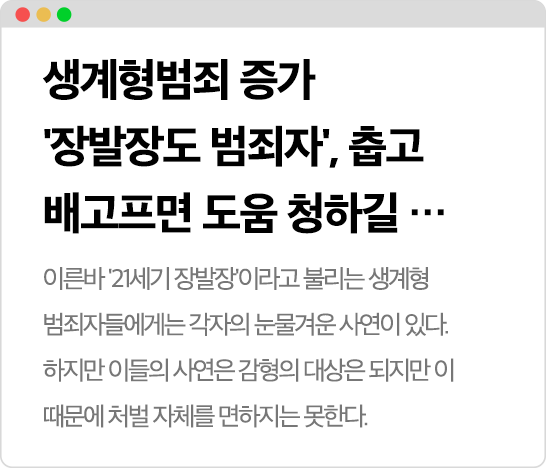 생계형범죄 증가
'장발장도 범죄자', 춥고
배고프면 도움 청하길 …
이른바 '21세기 장발장'이라고 불리는 생계형
범죄자들에게는 각자의 눈물겨운 사연이 있다.
하지만 이들의 사연은 감형의 대상은 되지만 이
때문에 처벌 자체를 면하지는 못한다.